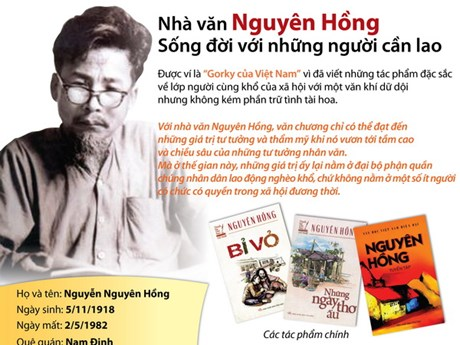 Nhà văn Nguyên Hồng
Sống đời với những người cần lao
Được ví là "Gorky của Việt Nam" vì đã viết những tác phẩm đặc sắc
về lớp người cùng khổ của xã hội với một văn khí dữ dội
nhưng không kém phần trữ tình tài hoa.
Với nhà văn Nguyên Hồng, văn chương chỉ có thể đạt đến
những giá trị tư tưởng và thẩm mỹ khi nó vươn tới tầm cao
và chiều sâu của những tư tưởng nhân văn.
Mà ở thế gian này, những giá trị ấy lại nằm ở đại bộ phận quần
chúng nhân dân lao động nghèo khổ, chứ không nằm ở một số ít người
có chức có quyền trong xã hội đương thời.
NGUYÊN HỒNG
BỈ VỎ
NGUYÊN HỒNG
Những
ngày thơ
ấu
NGUYÊN
HỒNG
TUYỂN TẬP
Các tác phẩm chính
Họ và tên: Nguyễn Nguyên Hồng
Ngày sinh: 5/11/1918
Ngày mất: 2/5/1982
Quê quán: Nam Định